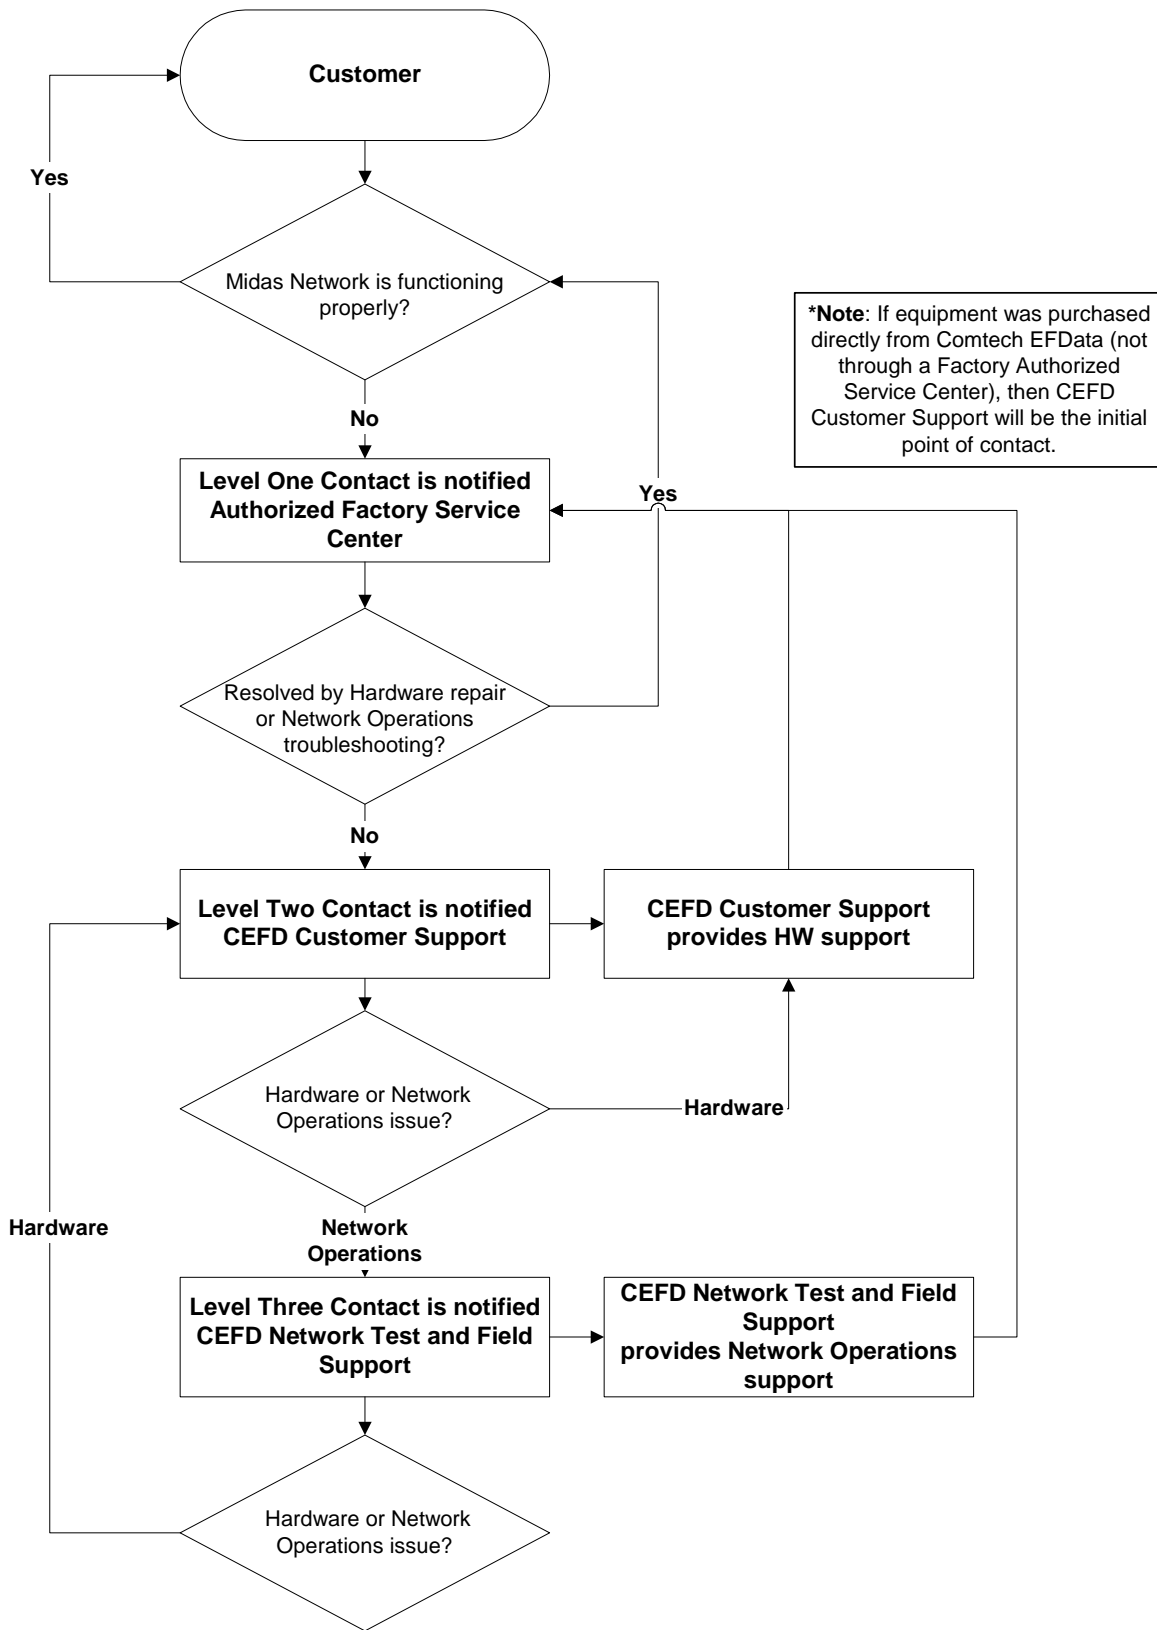 Customer
Yes
Midas Network is functioning
properly?
*Note: If equipment was purchased
directly from Comtech EFData (not
through a Factory Authorized
Service Center), then CEFD
Customer Support will be the initial
point of contact.
No
Level One Contact is notified
Authorized Factory Service
Center
Yes
Resolved by Hardware repair
or Network Operations
troubleshooting?
No
Level Two Contact is notified
CEFD Customer Support
CEFD Customer Support
provides HW support
Hardware or Network
Operations issue?
Hardware
Hardware
Network
Operations
Level Three Contact is notified
CEFD Network Test and Field
Support
CEFD Network Test and Field
Support
provides Network Operations
support
Hardware or Network
Operations issue?